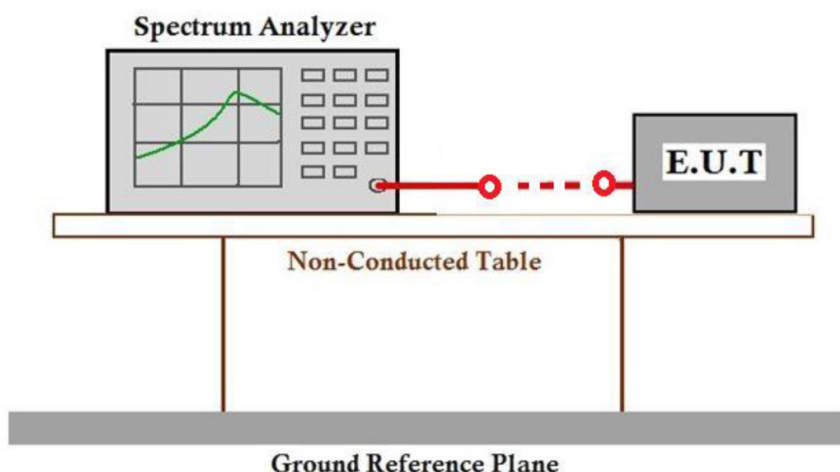 Spectrum Analyzer
E.U.T
Non-Conducted Table
Ground Reference Plane